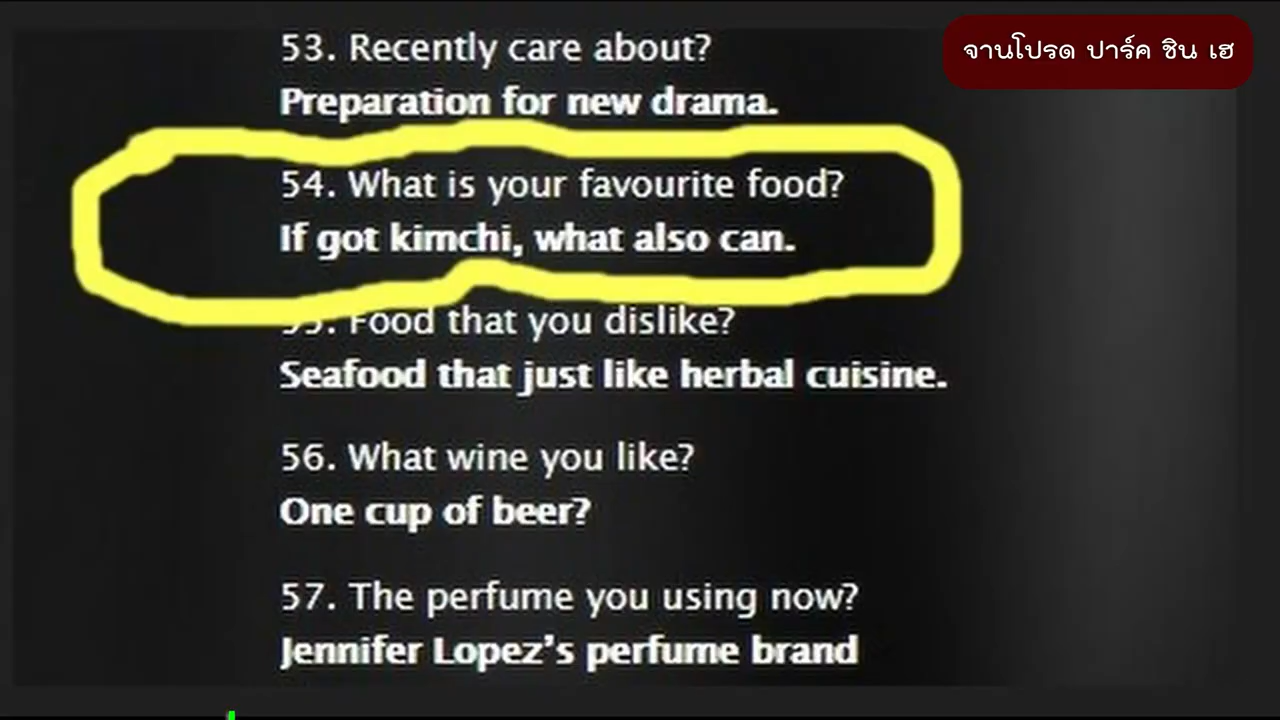 จานโปรด ปาร์ค ชิน เฮ
53. Recently care about?
Preparation for new drama.
54. What is your favourite food?
If got kimchi, what also can.
55. Food that you dislike?
Seafood that just like herbal cuisine.
56. What wine you like?
One cup of beer?
57. The perfume you using now?
Jennifer Lopez's perfume brand